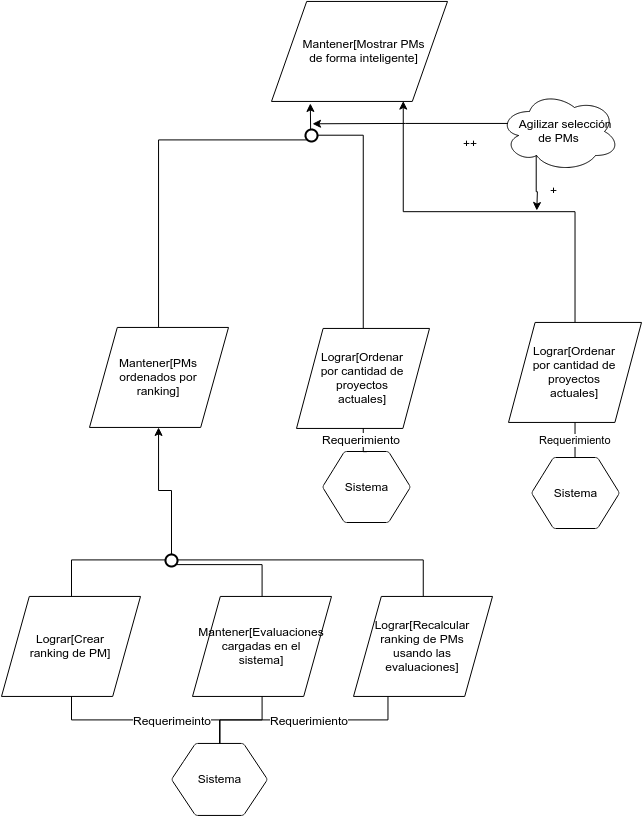 Mantener[Mostrar PMs
de forma inteligente]
Agilizar selección
de PMs
++
+
Mantener[PMs
ordenados por
ranking]
Lograr[Ordenar
por cantidad de
proyectos
actuales]
Lograr[Ordenar
por cantidad de
proyectos
actuales]
Requerimiento
Requerimiento
Sistema
Sistema
Lograr[Crear
ranking de PM]
Mantener[Evaluaciones
cargadas en el
sistema]
Lograr[Recalcular
ranking de PMs
usando las
evaluaciones]
Requerimeinto
Requerimiento
Sistema